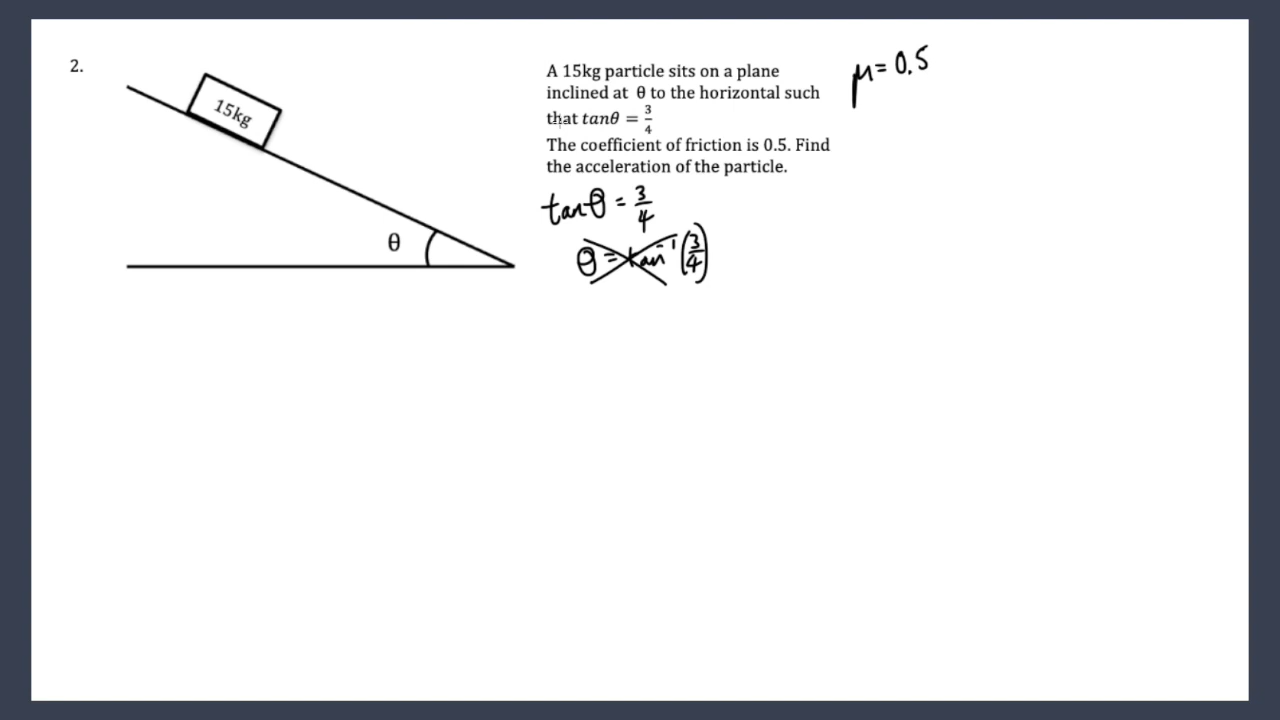 2.
15kg
θ
A 15kg particle sits on a plane
inclined at θ to the horizontal such
that tanθ = 3/4
The coefficient of friction is 0.5. Find
the acceleration of the particle.
μ = 0.5
tanθ = 3/4
θ = tan⁻¹(3/4)